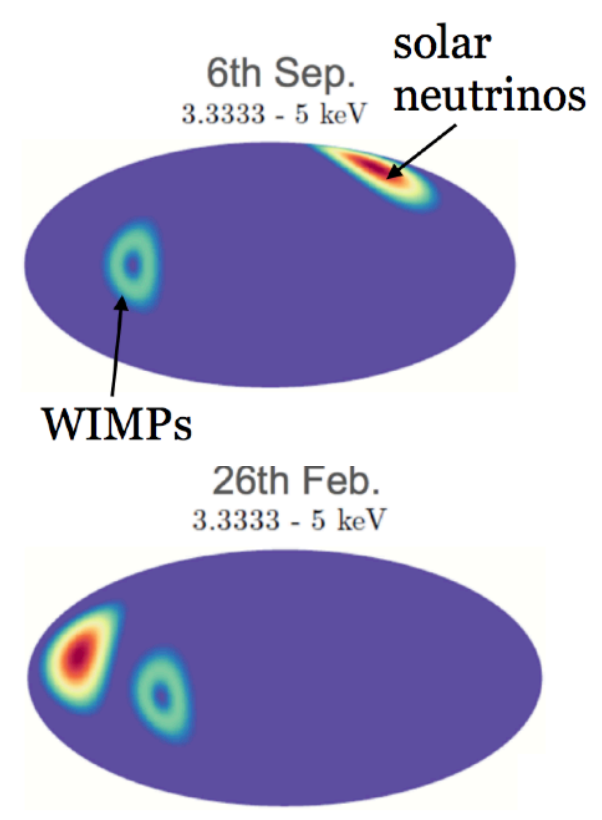 solar
neutrinos
6th Sep.
3.3333 - 5 keV
WIMPs
26th Feb.
3.3333 - 5 keV